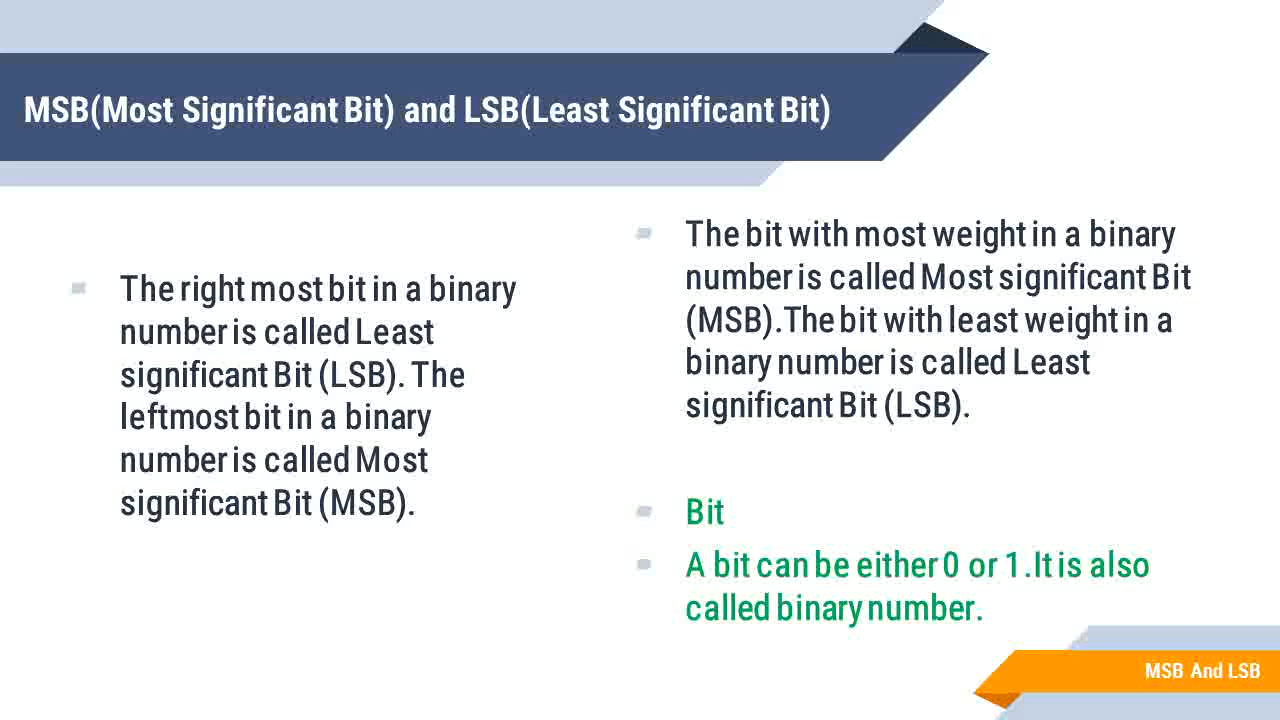 MSB(Most Significant Bit) and LSB(Least Significant Bit)
The right most bit in a binary
number is called Least
significant Bit (LSB). The
leftmost bit in a binary
number is called Most
significant Bit (MSB).
The bit with most weight in a binary
number is called Most significant Bit
(MSB).The bit with least weight in a
binary number is called Least
significant Bit (LSB).
Bit
A bit can be either 0 or 1.It is also
called binary number.
MSB And LSB